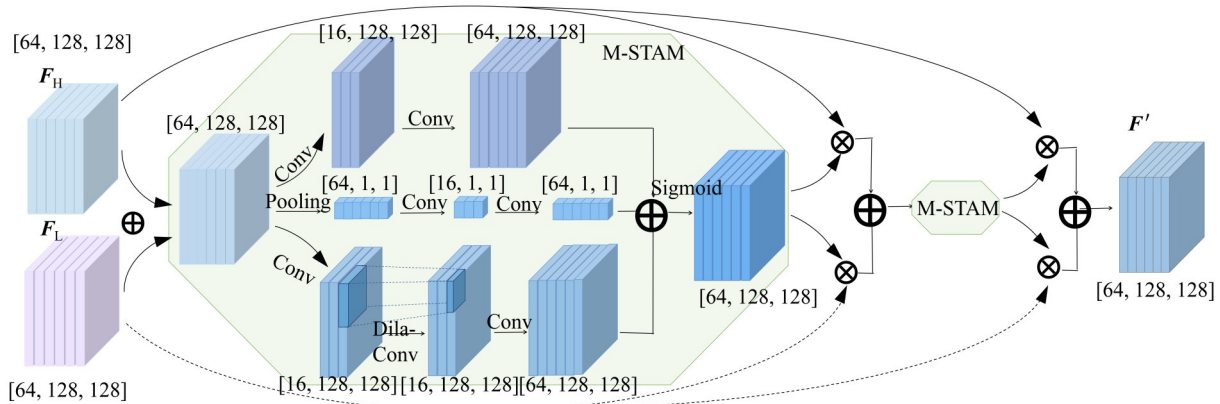 [64, 128, 128]
F_H
[64, 128, 128]
F_L
[64, 128, 128]
[16, 128, 128]
[64, 128, 128]
M-STAM
Conv
Conv
Pooling
[64, 1, 1]
Conv
[16, 1, 1]
Conv
[64, 1, 1]
Sigmoid
Conv
Dila-
Conv
Conv
[16, 128, 128]
[16, 128, 128]
[64, 128, 128]
[64, 128, 128]
M-STAM
F'
[64, 128, 128]